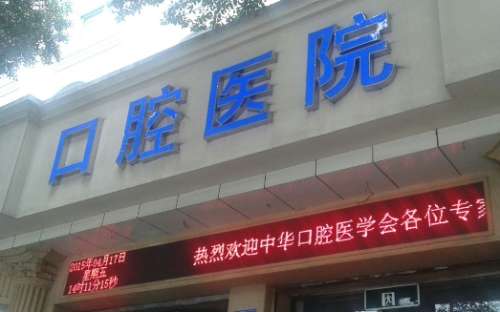 口腔医院
热烈欢迎中华口腔医学会各位专家
2015年04月17日
星期五
14时11分15秒